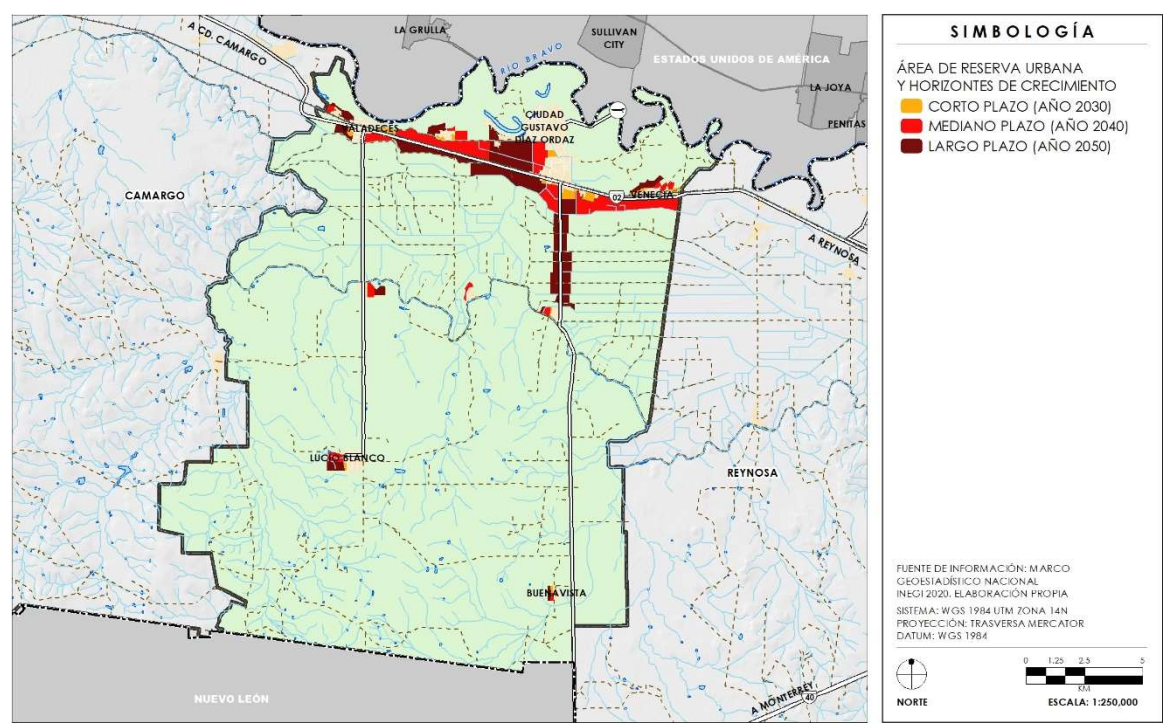 LA GRULLA
SULLIVAN
CITY
A CD. CAMARGO
RIO BRAVO
ESTADOS UNIDOS DE AMÉRICA
LA JOYA
PENITAS
VALADECES
CIUDAD
GUSTAVO
DÍAZ ORDAZ
CAMARGO
02
VENECIA
A REYNOSA
LUCIO BLANCO
REYNOSA
BUENAVISTA
NUEVO LEÓN
A MONTERREY
40
SIMBOLOGÍA
ÁREA DE RESERVA URBANA
Y HORIZONTES DE CRECIMIENTO
CORTO PLAZO (AÑO 2030)
MEDIANO PLAZO (AÑO 2040)
LARGO PLAZO (AÑO 2050)
FUENTE DE INFORMACIÓN: MARCO
GEOESTADÍSTICO NACIONAL
INEGI 2020. ELABORACIÓN PROPIA
SISTEMA: WGS 1984 UTM ZONA 14N
PROYECCIÓN: TRASVERSA MERCATOR
DATUM: WGS 1984
0 1.25 2.5 5
KM
NORTE
ESCALA: 1:250,000